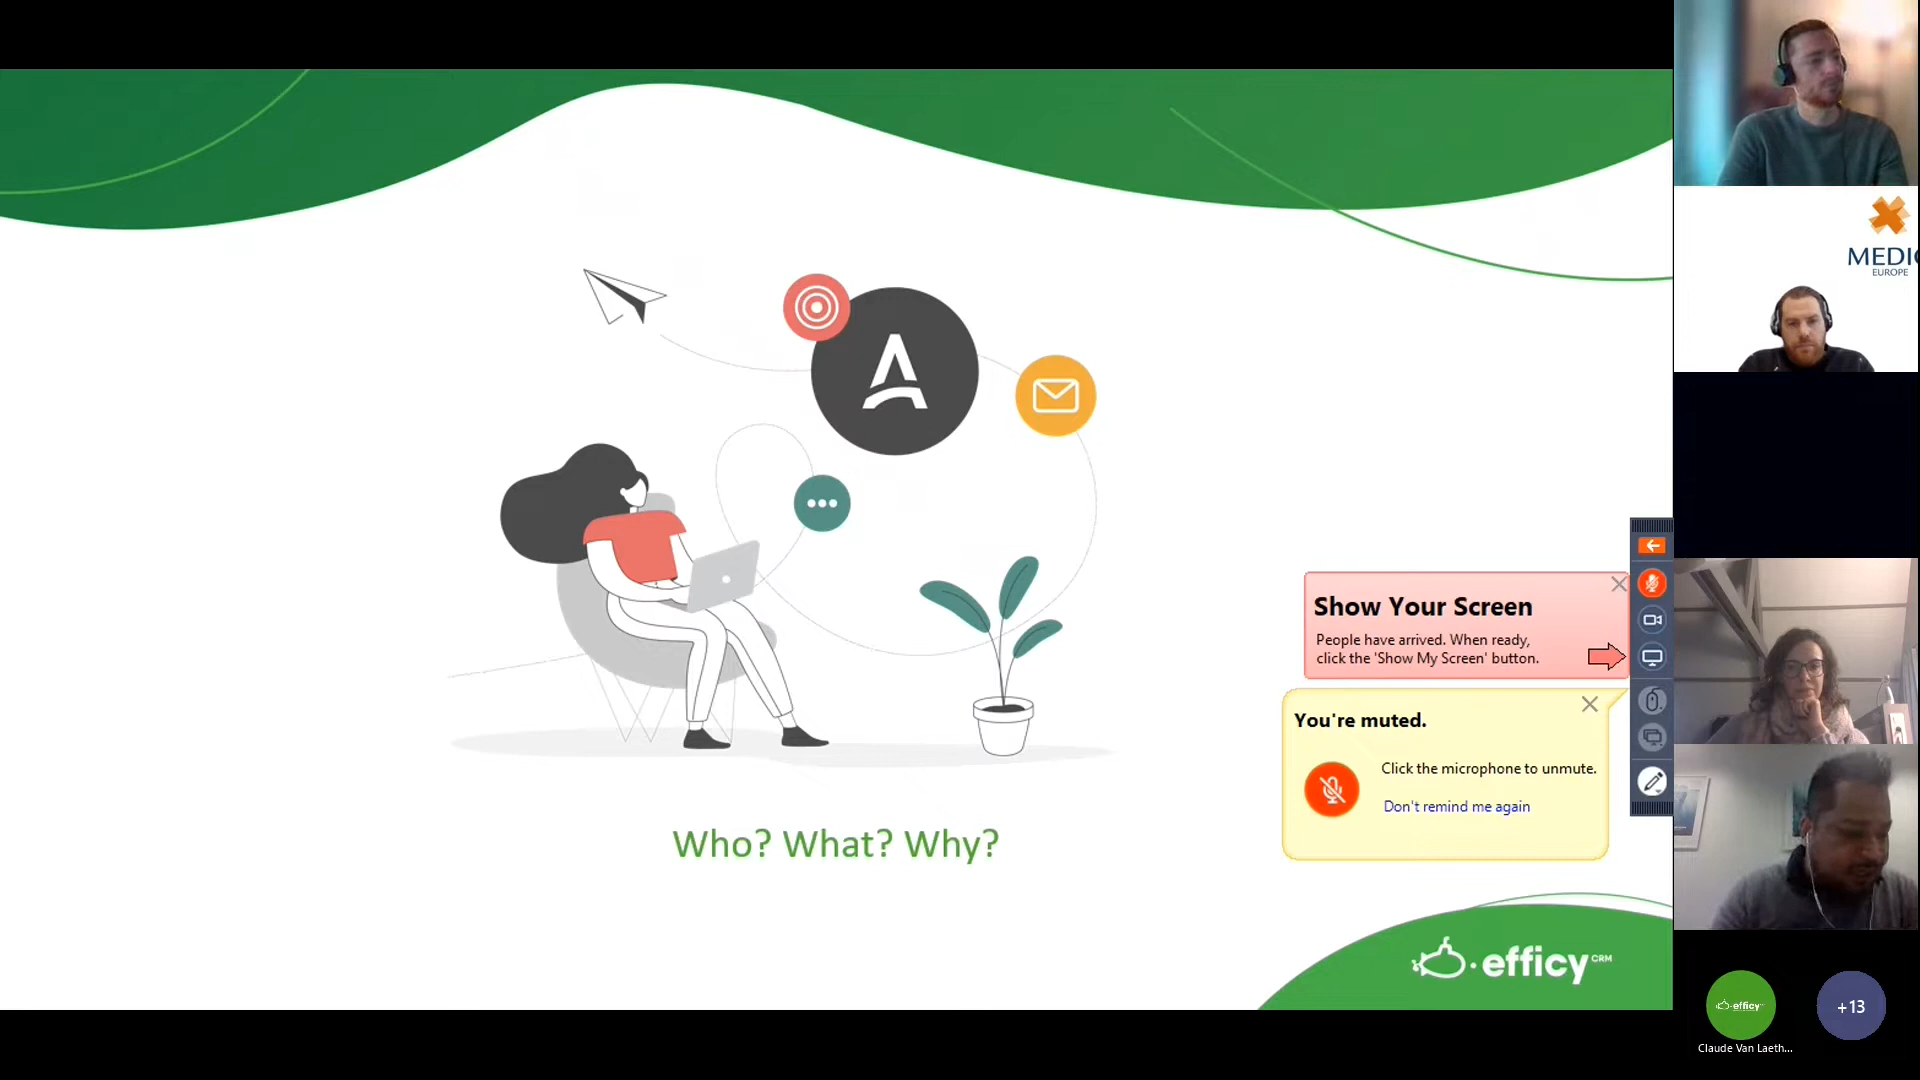 MEDI
EUROPE
A
Show Your Screen
People have arrived. When ready,
click the 'Show My Screen' button.
You're muted.
Click the microphone to unmute.
Don't remind me again
Who? What? Why?
efficy CRM
efficy
+13
Claude Van Laeth...